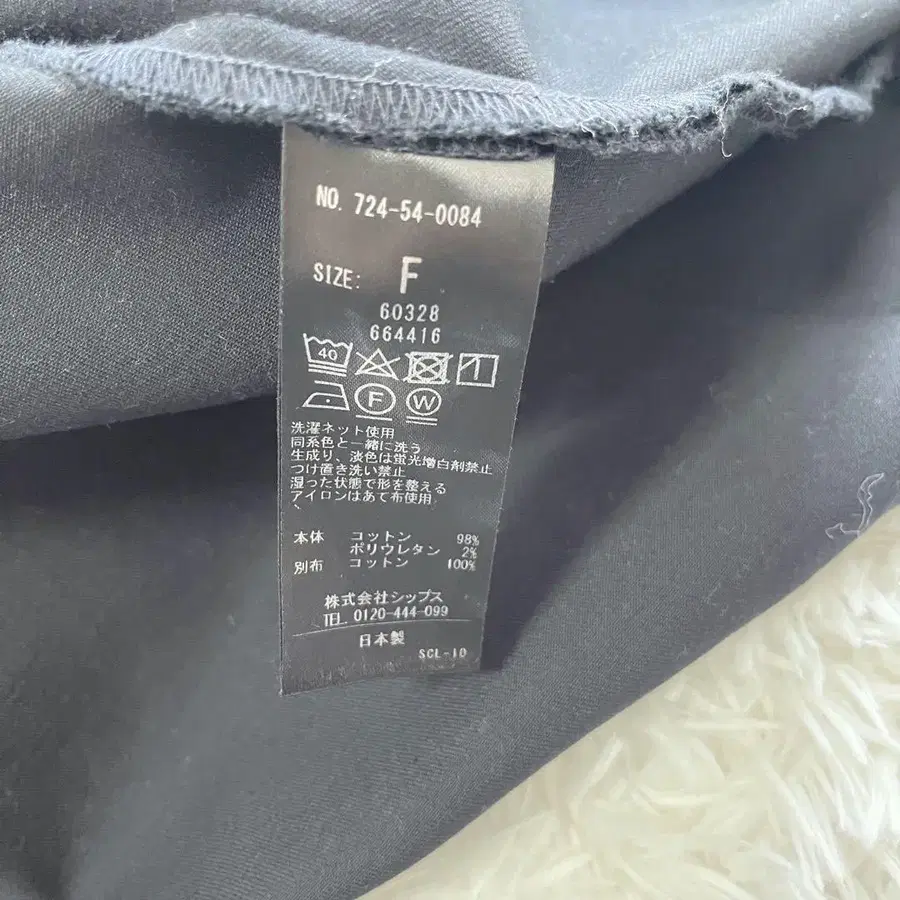 NO. 724-54-0084
SIZE: F
60328
664416
40
F W
洗濯ネット使用
同系色と一緒に洗う
生成り、淡色は蛍光増白剤禁止
つけ置き洗い禁止
湿った状態で形を整える
アイロンはあて布使用
、
本体 コットン 98%
ポリウレタン 2%
別布 コットン 100%
株式会社シップス
TEL. 0120-444-099
日本製
SCL-10